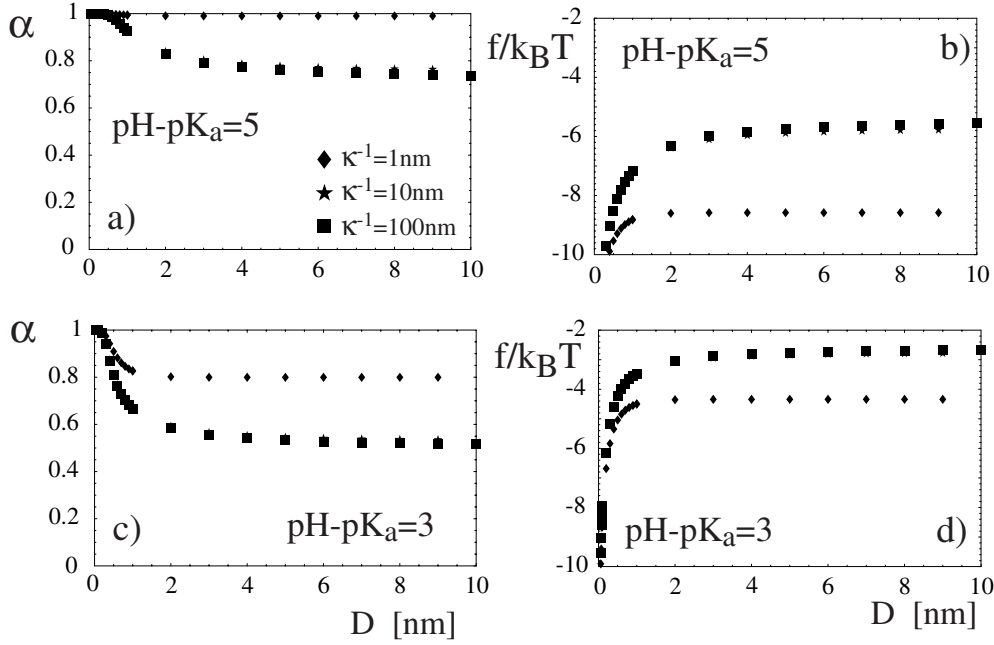 α
1
0.8
0.6
0.4
0.2
0
pH-pKa=5
κ-1=1nm
κ-1=10nm
κ-1=100nm
a)
0 2 4 6 8 10
f/kBT
-2
-4
-6
-8
-10
pH-pKa=5
b)
0 2 4 6 8 10
α
1
0.8
0.6
0.4
0.2
0
c)
pH-pKa=3
0 2 4 6 8 10
D [nm]
f/kBT
-2
-4
-6
-8
-10
pH-pKa=3
d)
0 2 4 6 8 10
D [nm]